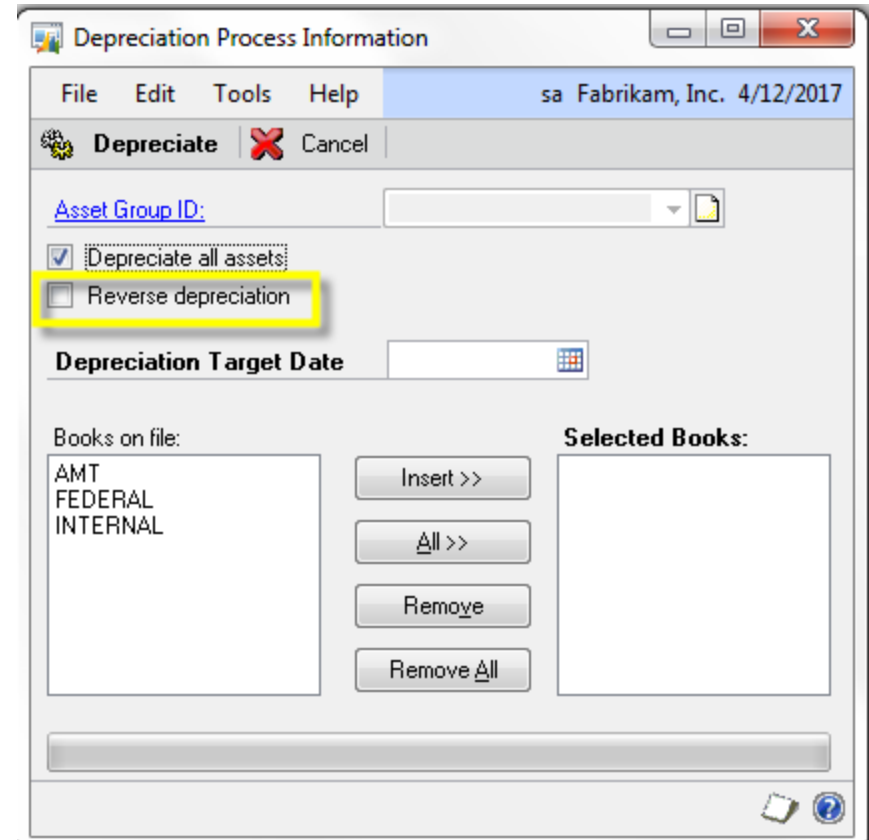 Depreciation Process Information
File Edit Tools Help sa Fabrikam, Inc. 4/12/2017
Depreciate Cancel
Asset Group ID:
Depreciate all assets
Reverse depreciation
Depreciation Target Date
Books on file: Selected Books:
AMT
FEDERAL
INTERNAL
Insert >>
All >>
Remove
Remove All